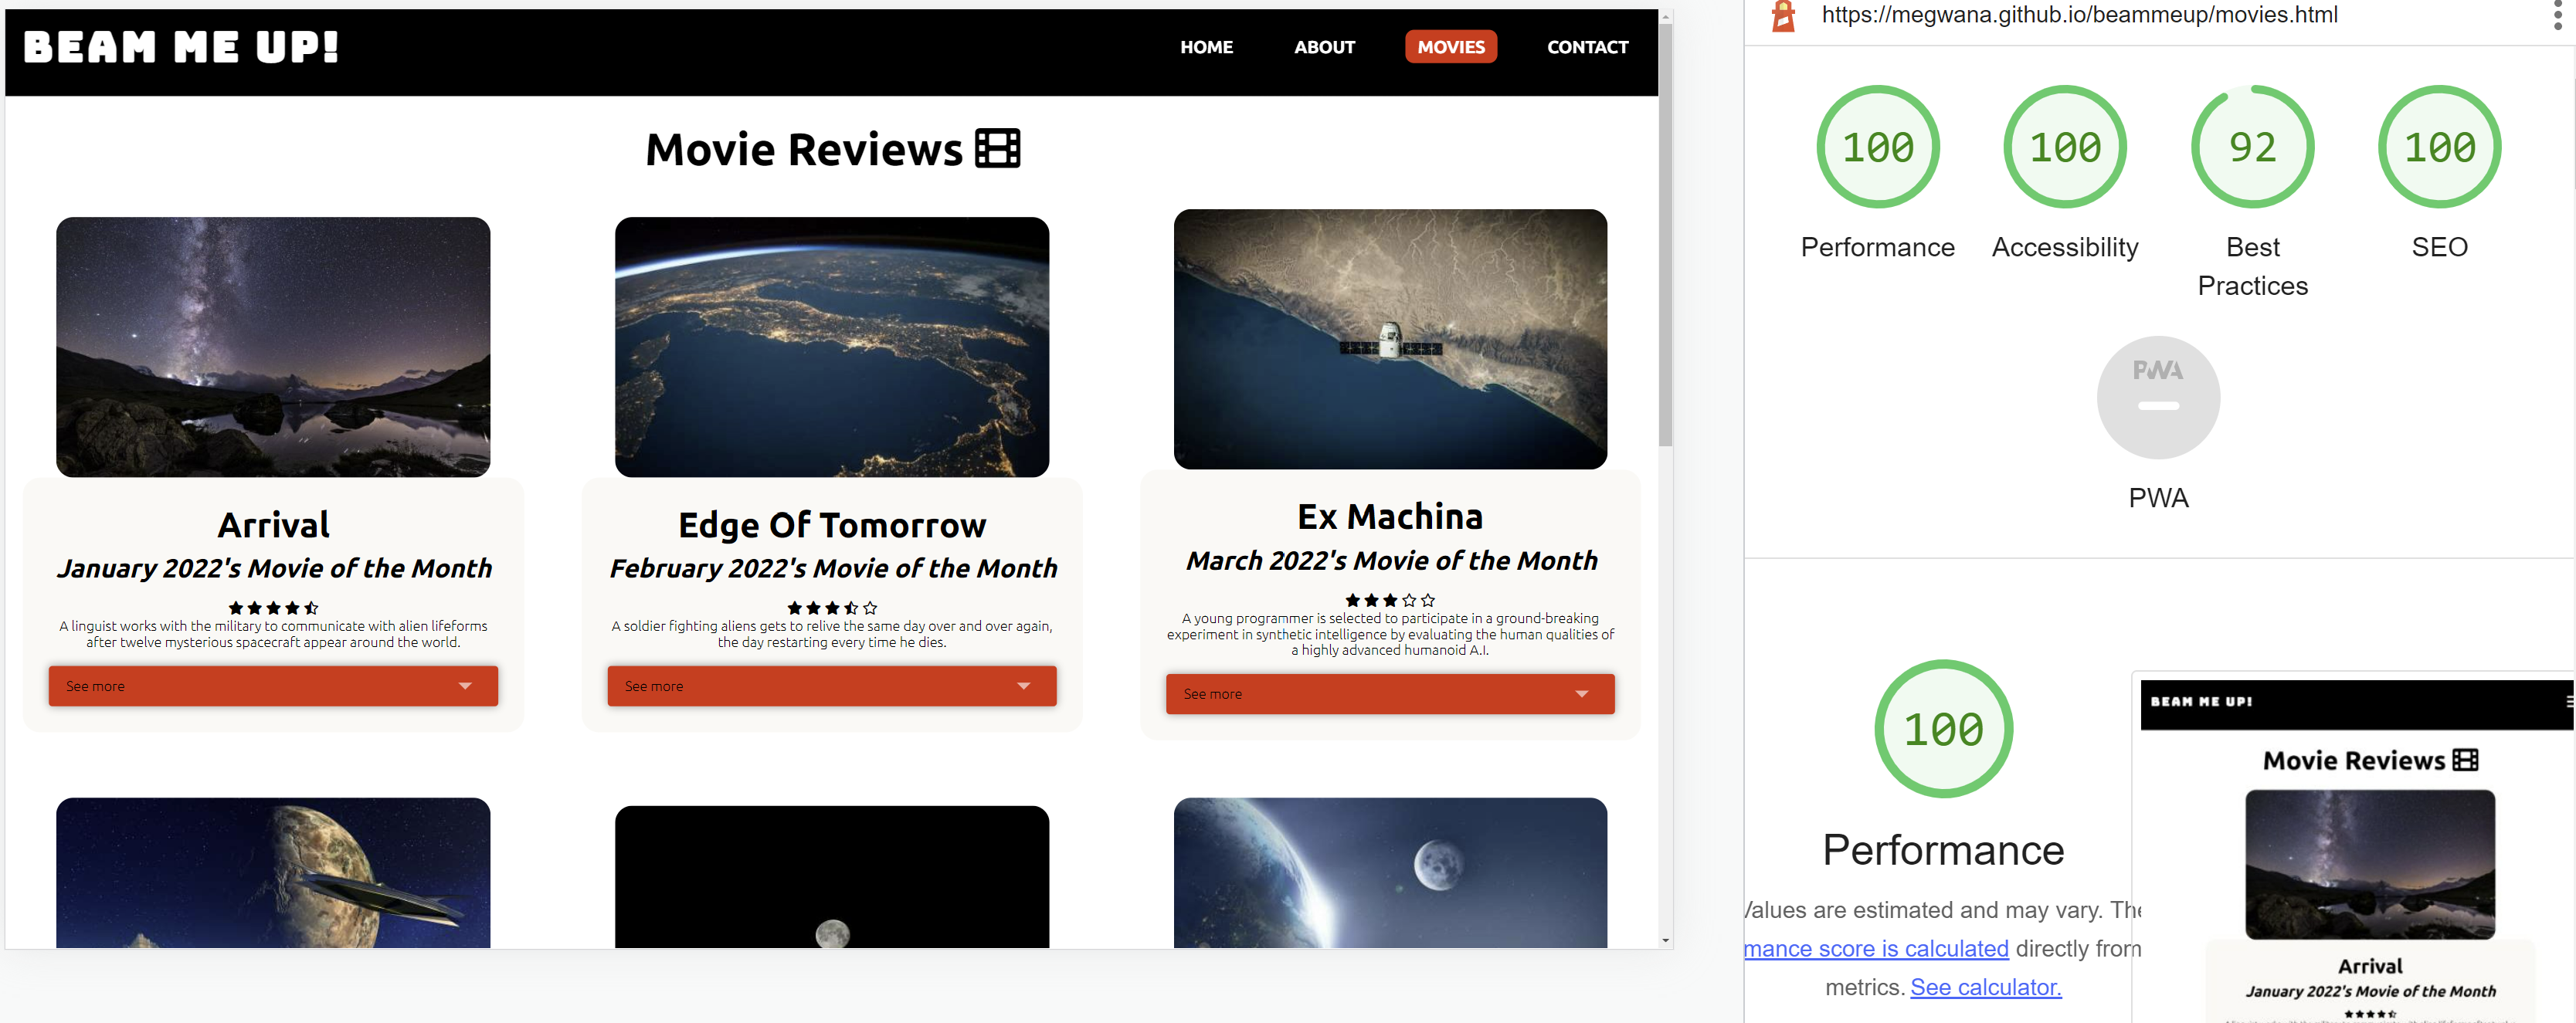 BEAM ME UP!
HOME ABOUT MOVIES CONTACT
Movie Reviews
Arrival
January 2022's Movie of the Month
A linguist works with the military to communicate with alien lifeforms
after twelve mysterious spacecraft appear around the world.
See more
Edge Of Tomorrow
February 2022's Movie of the Month
A soldier fighting aliens gets to relive the same day over and over again,
the day restarting every time he dies.
See more
Ex Machina
March 2022's Movie of the Month
A young programmer is selected to participate in a ground-breaking
experiment in synthetic intelligence by evaluating the human qualities of
a highly advanced humanoid A.I.
See more
https://megwana.github.io/beammeup/movies.html
100
Performance
100
Accessibility
92
Best
Practices
100
SEO
PWA
PWA
100
Performance
Values are estimated and may vary. The
mance score is calculated directly from
metrics. See calculator.
BEAM ME UP!
Movie Reviews
Arrival
January 2022's Movie of the Month